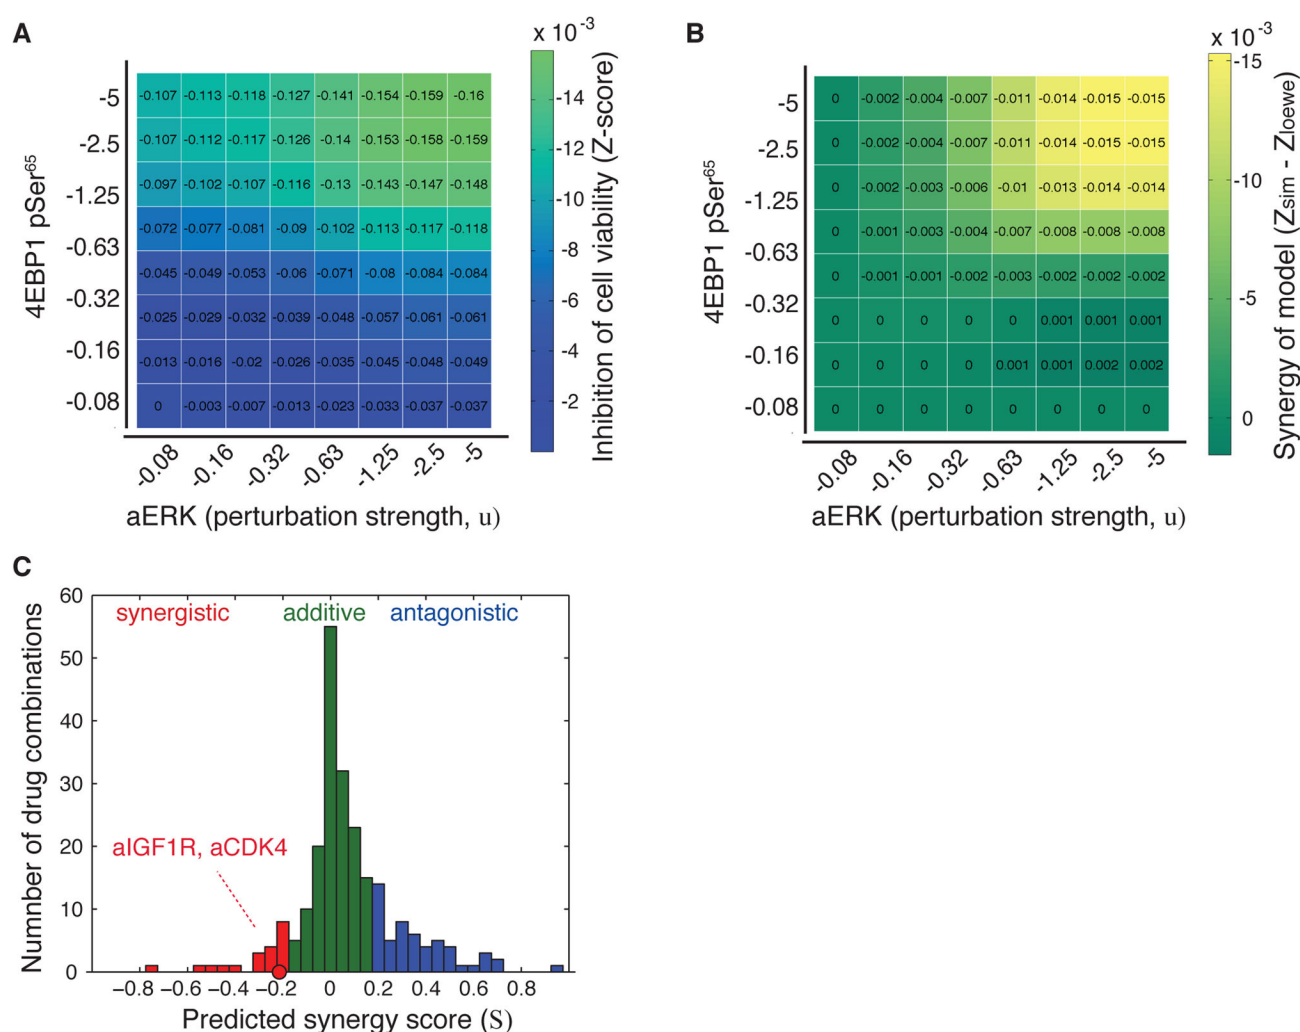 A
x 10⁻³
-5 -0.107 -0.113 -0.118 -0.127 -0.141 -0.154 -0.159 -0.16
-2.5 -0.107 -0.112 -0.117 -0.126 -0.14 -0.153 -0.158 -0.159
-1.25 -0.097 -0.102 -0.107 -0.116 -0.13 -0.143 -0.147 -0.148
-0.63 -0.072 -0.077 -0.081 -0.09 -0.102 -0.113 -0.117 -0.118
-0.32 -0.045 -0.049 -0.053 -0.06 -0.071 -0.08 -0.084 -0.084
-0.16 -0.025 -0.029 -0.032 -0.039 -0.048 -0.057 -0.061 -0.061
-0.08 -0.013 -0.016 -0.02 -0.026 -0.035 -0.045 -0.048 -0.049
0 -0.003 -0.007 -0.013 -0.023 -0.033 -0.037 -0.037
4EBP1 pSer⁶⁵
-0.08 -0.16 -0.32 -0.63 -1.25 -2.5 -5
aERK (perturbation strength, u)
-14
-12
-10
-8
-6
-4
-2
Inhibition of cell viability (Z-score)
B
x 10⁻³
-5 0 -0.002 -0.004 -0.007 -0.011 -0.014 -0.015 -0.015
-2.5 0 -0.002 -0.004 -0.007 -0.011 -0.014 -0.015 -0.015
-1.25 0 -0.002 -0.003 -0.006 -0.01 -0.013 -0.014 -0.014
-0.63 0 -0.001 -0.003 -0.004 -0.007 -0.008 -0.008 -0.008
-0.32 0 -0.001 -0.001 -0.002 -0.003 -0.002 -0.002 -0.002
-0.16 0 0 0 0 0 0.001 0.001 0.001
-0.08 0 0 0 0 0.001 0.001 0.002 0.002
0 0 0 0 0 0 0 0
4EBP1 pSer⁶⁵
-0.08 -0.16 -0.32 -0.63 -1.25 -2.5 -5
aERK (perturbation strength, u)
-15
-10
-5
0
Synergy of model (Zsim - Zloewe)
C
60
50
40
30
20
10
0
Numnber of drug combinations
synergistic additive antagonistic
aIGF1R, aCDK4
−0.8 −0.6 −0.4 −0.2 0 0.2 0.4 0.6 0.8
Predicted synergy score (S)